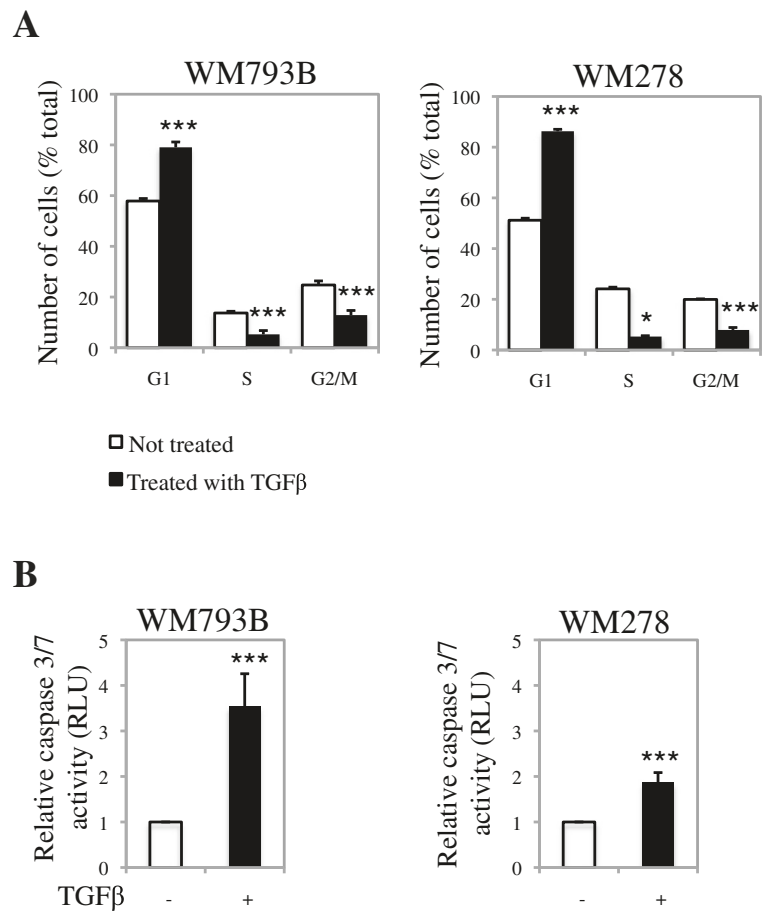 A
WM793B
Number of cells (% total)
100
80
60
40
20
0
***
***
***
G1 S G2/M
WM278
Number of cells (% total)
100
80
60
40
20
0
***
*
***
G1 S G2/M
Not treated
Treated with TGFβ
B
WM793B
Relative caspase 3/7
activity (RLU)
5
4
3
2
1
0
***
TGFβ - +
WM278
Relative caspase 3/7
activity (RLU)
5
4
3
2
1
0
***
- +